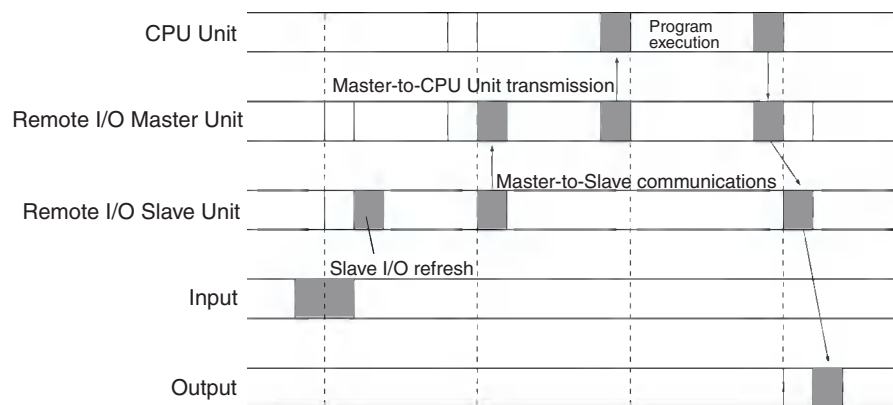 CPU Unit
Program
execution
Master-to-CPU Unit transmission
Remote I/O Master Unit
Master-to-Slave communications
Remote I/O Slave Unit
Slave I/O refresh
Input
Output